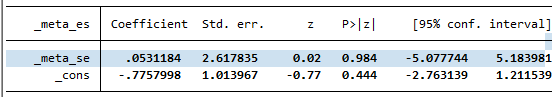 _meta_es Coefficient Std. err. z P>|z| [95% conf. interval]
_meta_se .0531184 2.617835 0.02 0.984 -5.077744 5.183981
_cons -.7757998 1.013967 -0.77 0.444 -2.763139 1.211539